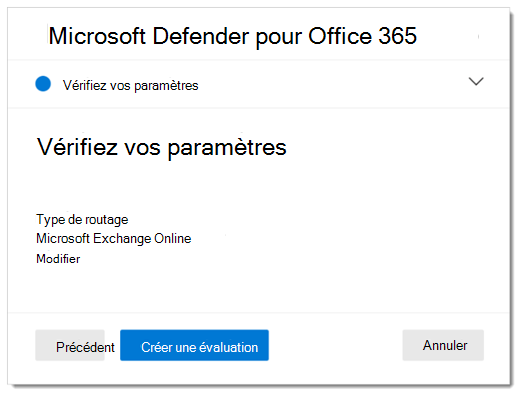 Microsoft Defender pour Office 365
Vérifiez vos paramètres
Vérifiez vos paramètres
Type de routage
Microsoft Exchange Online
Modifier
Précédent
Créer une évaluation
Annuler